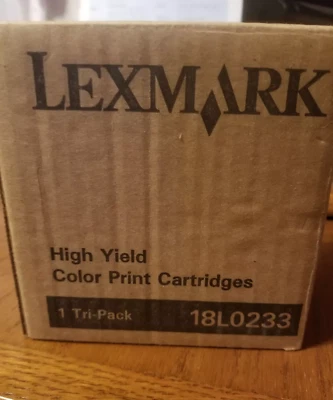 LEXMARK
High Yield
Color Print Cartridges
1 Tri-Pack 18L0233